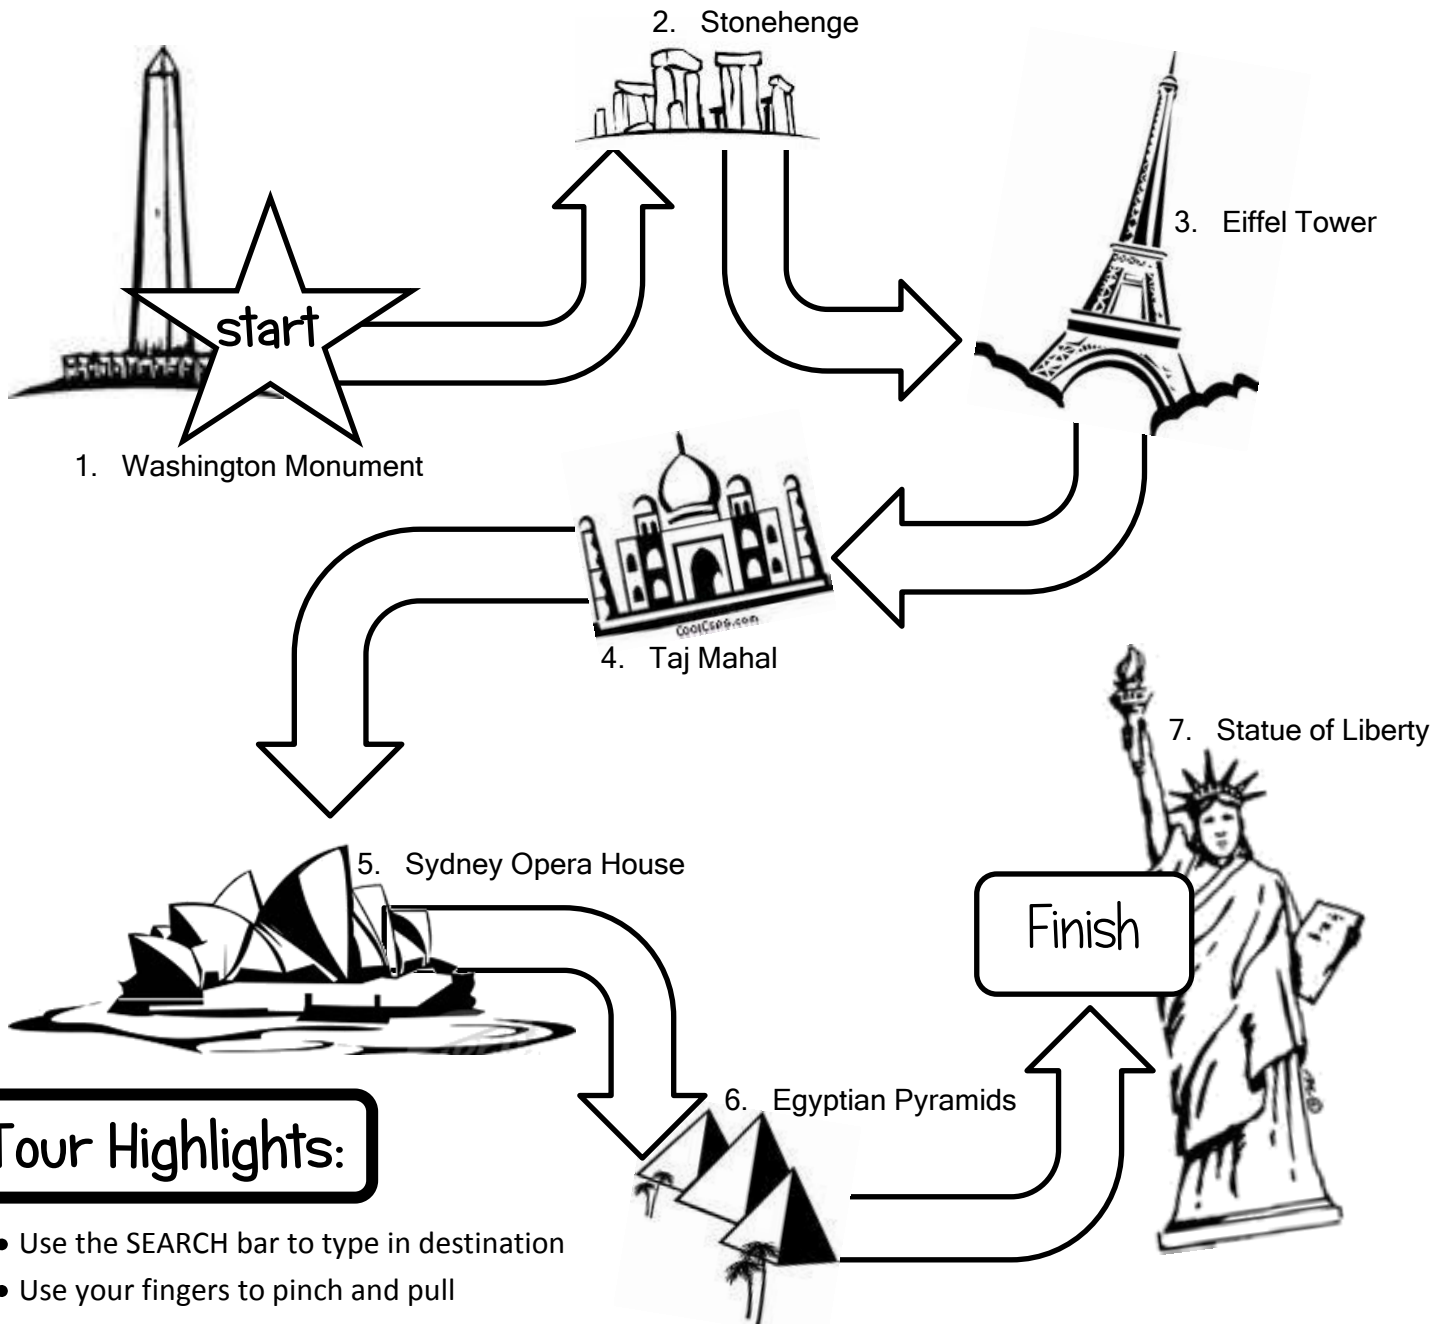 2. Stonehenge
3. Eiffel Tower
start
1. Washington Monument
CoolCLIPS.com
4. Taj Mahal
7. Statue of Liberty
5. Sydney Opera House
Finish
6. Egyptian Pyramids
Tour Highlights:
• Use the SEARCH bar to type in destination
• Use your fingers to pinch and pull